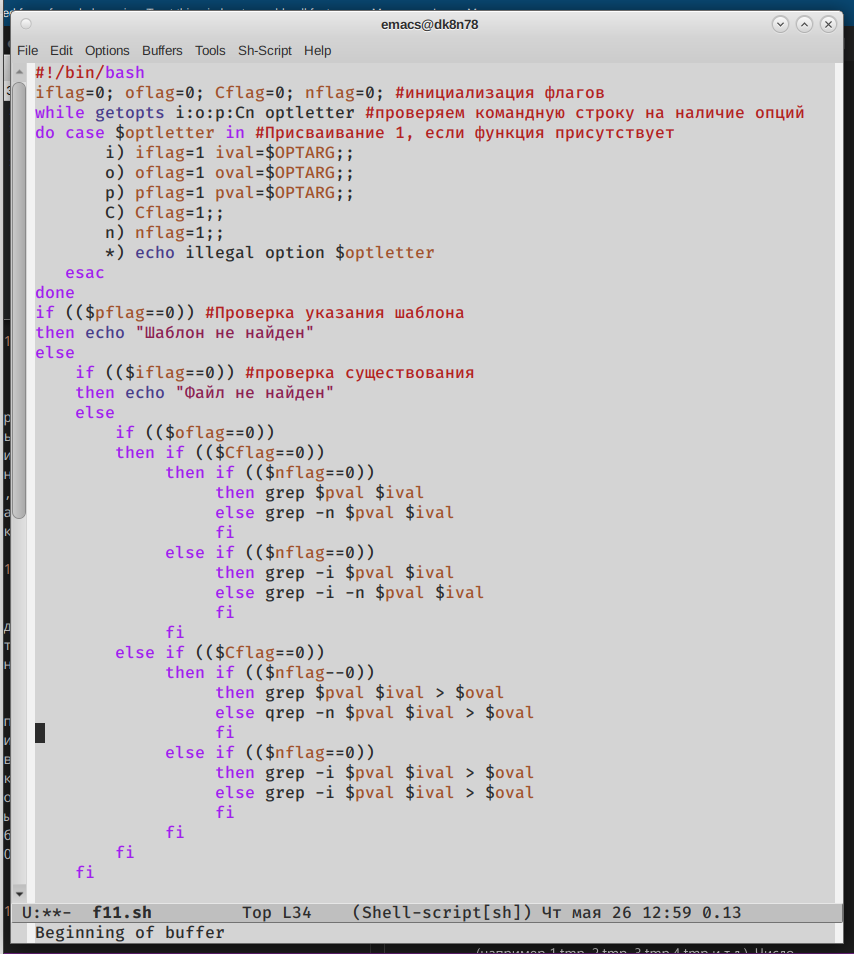 emacs@dk8n78
File Edit Options Buffers Tools Sh-Script Help
#!/bin/bash
iflag=0; oflag=0; Cflag=0; nflag=0; #инициализация флагов
while getopts i:o:p:Cn optletter #проверяем командную строку на наличие опций
do case $optletter in #Присваивание 1, если функция присутствует
       i) iflag=1 ival=$OPTARG;;
       o) oflag=1 oval=$OPTARG;;
       p) pflag=1 pval=$OPTARG;;
       C) Cflag=1;;
       n) nflag=1;;
       *) echo illegal option $optletter
   esac
done
if (($pflag==0)) #Проверка указания шаблона
then echo "Шаблон не найден"
else
    if (($iflag==0)) #проверка существования
    then echo "Файл не найден"
    else
        if (($oflag==0))
        then if (($Cflag==0))
             then if (($nflag==0))
                  then grep $pval $ival
                  else grep -n $pval $ival
                  fi
             else if (($nflag==0))
                  then grep -i $pval $ival
                  else grep -i -n $pval $ival
                  fi
             fi
        else if (($Cflag==0))
             then if (($nflag--0))
                  then grep $pval $ival > $oval
                  else qrep -n $pval $ival > $oval
                  fi
             else if (($nflag==0))
                  then grep -i $pval $ival > $oval
                  else grep -i $pval $ival > $oval
                  fi
             fi
        fi
    fi
U:**-  f11.sh         Top L34    (Shell-script[sh]) Чт мая 26 12:59 0.13
Beginning of buffer